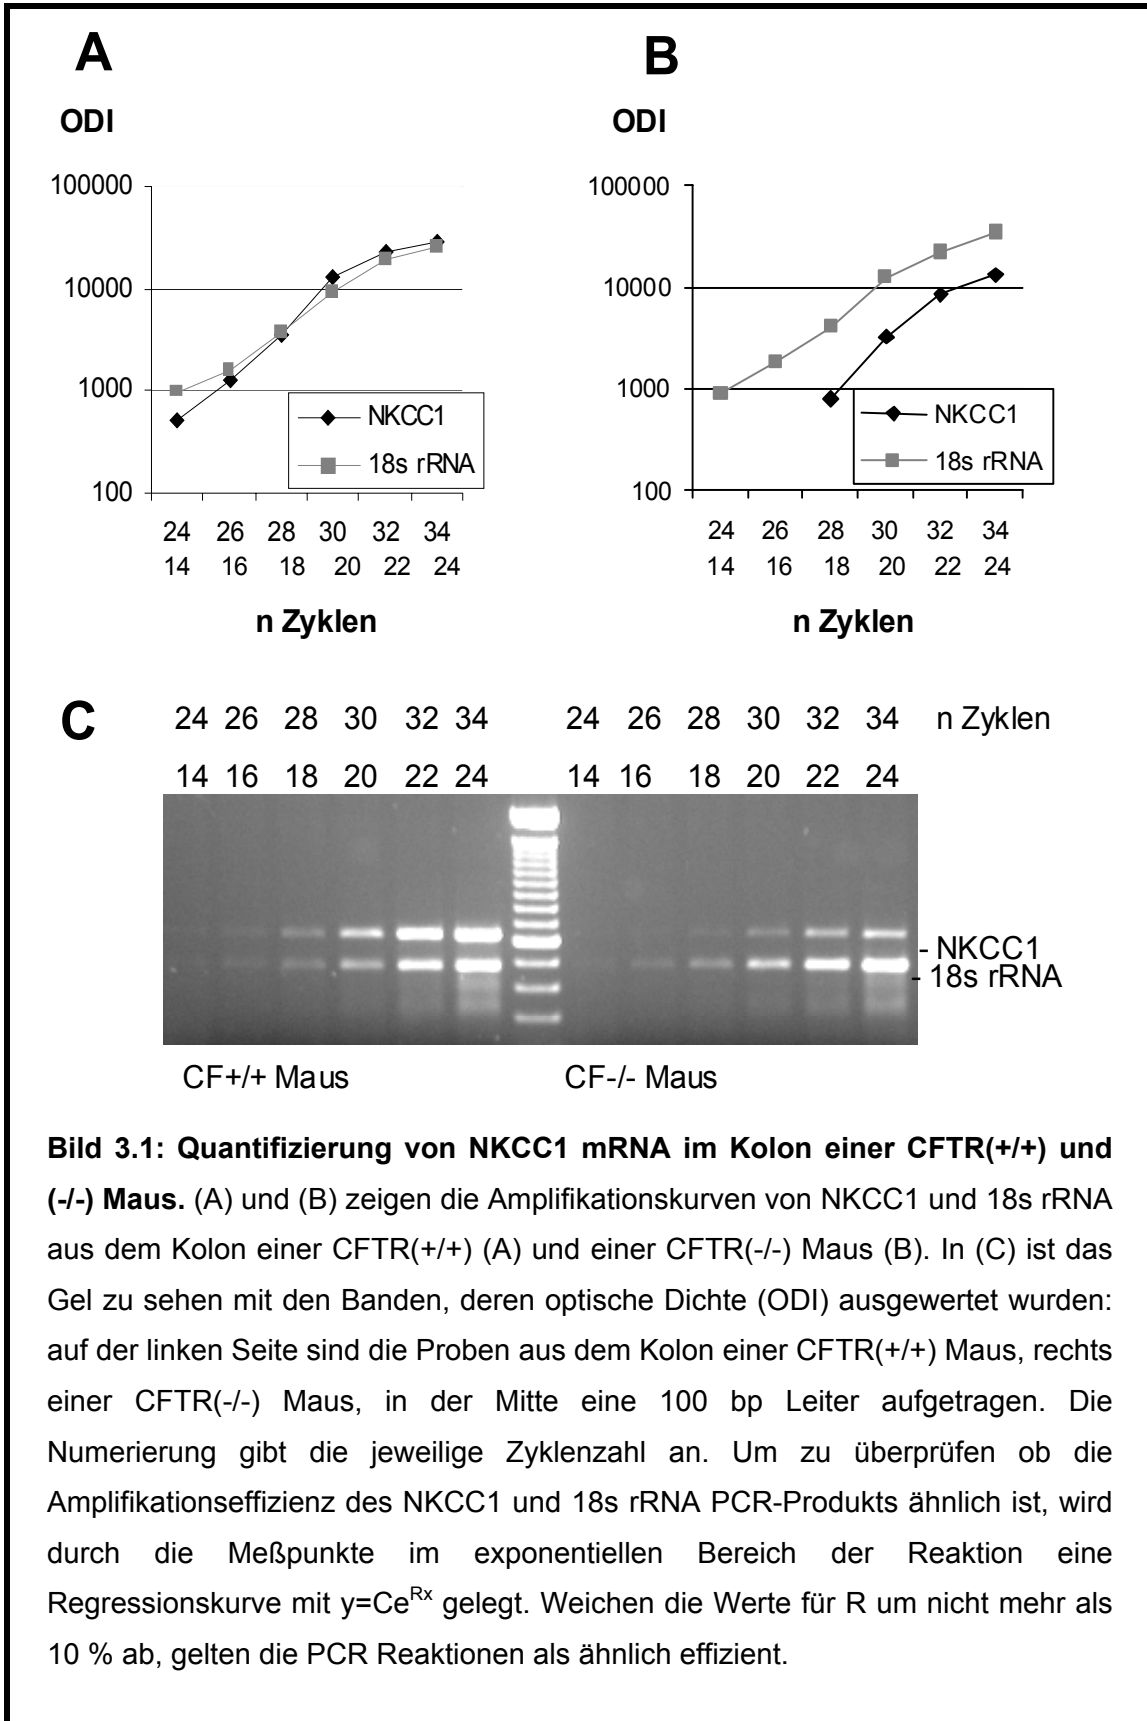 A
B
ODI
ODI
100000
10000
1000
100
NKCC1
18s rRNA
24 26 28 30 32 34
14 16 18 20 22 24
n Zyklen
100000
10000
1000
100
NKCC1
18s rRNA
24 26 28 30 32 34
14 16 18 20 22 24
n Zyklen
C
24 26 28 30 32 34 24 26 28 30 32 34 n Zyklen
14 16 18 20 22 24 14 16 18 20 22 24
- NKCC1
- 18s rRNA
CF+/+ Maus CF-/- Maus
Bild 3.1: Quantifizierung von NKCC1 mRNA im Kolon einer CFTR(+/+) und
(-/-) Maus. (A) und (B) zeigen die Amplifikationskurven von NKCC1 und 18s rRNA
aus dem Kolon einer CFTR(+/+) (A) und einer CFTR(-/-) Maus (B). In (C) ist das
Gel zu sehen mit den Banden, deren optische Dichte (ODI) ausgewertet wurden:
auf der linken Seite sind die Proben aus dem Kolon einer CFTR(+/+) Maus, rechts
einer CFTR(-/-) Maus, in der Mitte eine 100 bp Leiter aufgetragen. Die
Numerierung gibt die jeweilige Zyklenzahl an. Um zu überprüfen ob die
Amplifikationseffizienz des NKCC1 und 18s rRNA PCR-Produkts ähnlich ist, wird
durch die Meßpunkte im exponentiellen Bereich der Reaktion eine
Regressionskurve mit y=Ce^Rx gelegt. Weichen die Werte für R um nicht mehr als
10 % ab, gelten die PCR Reaktionen als ähnlich effizient.